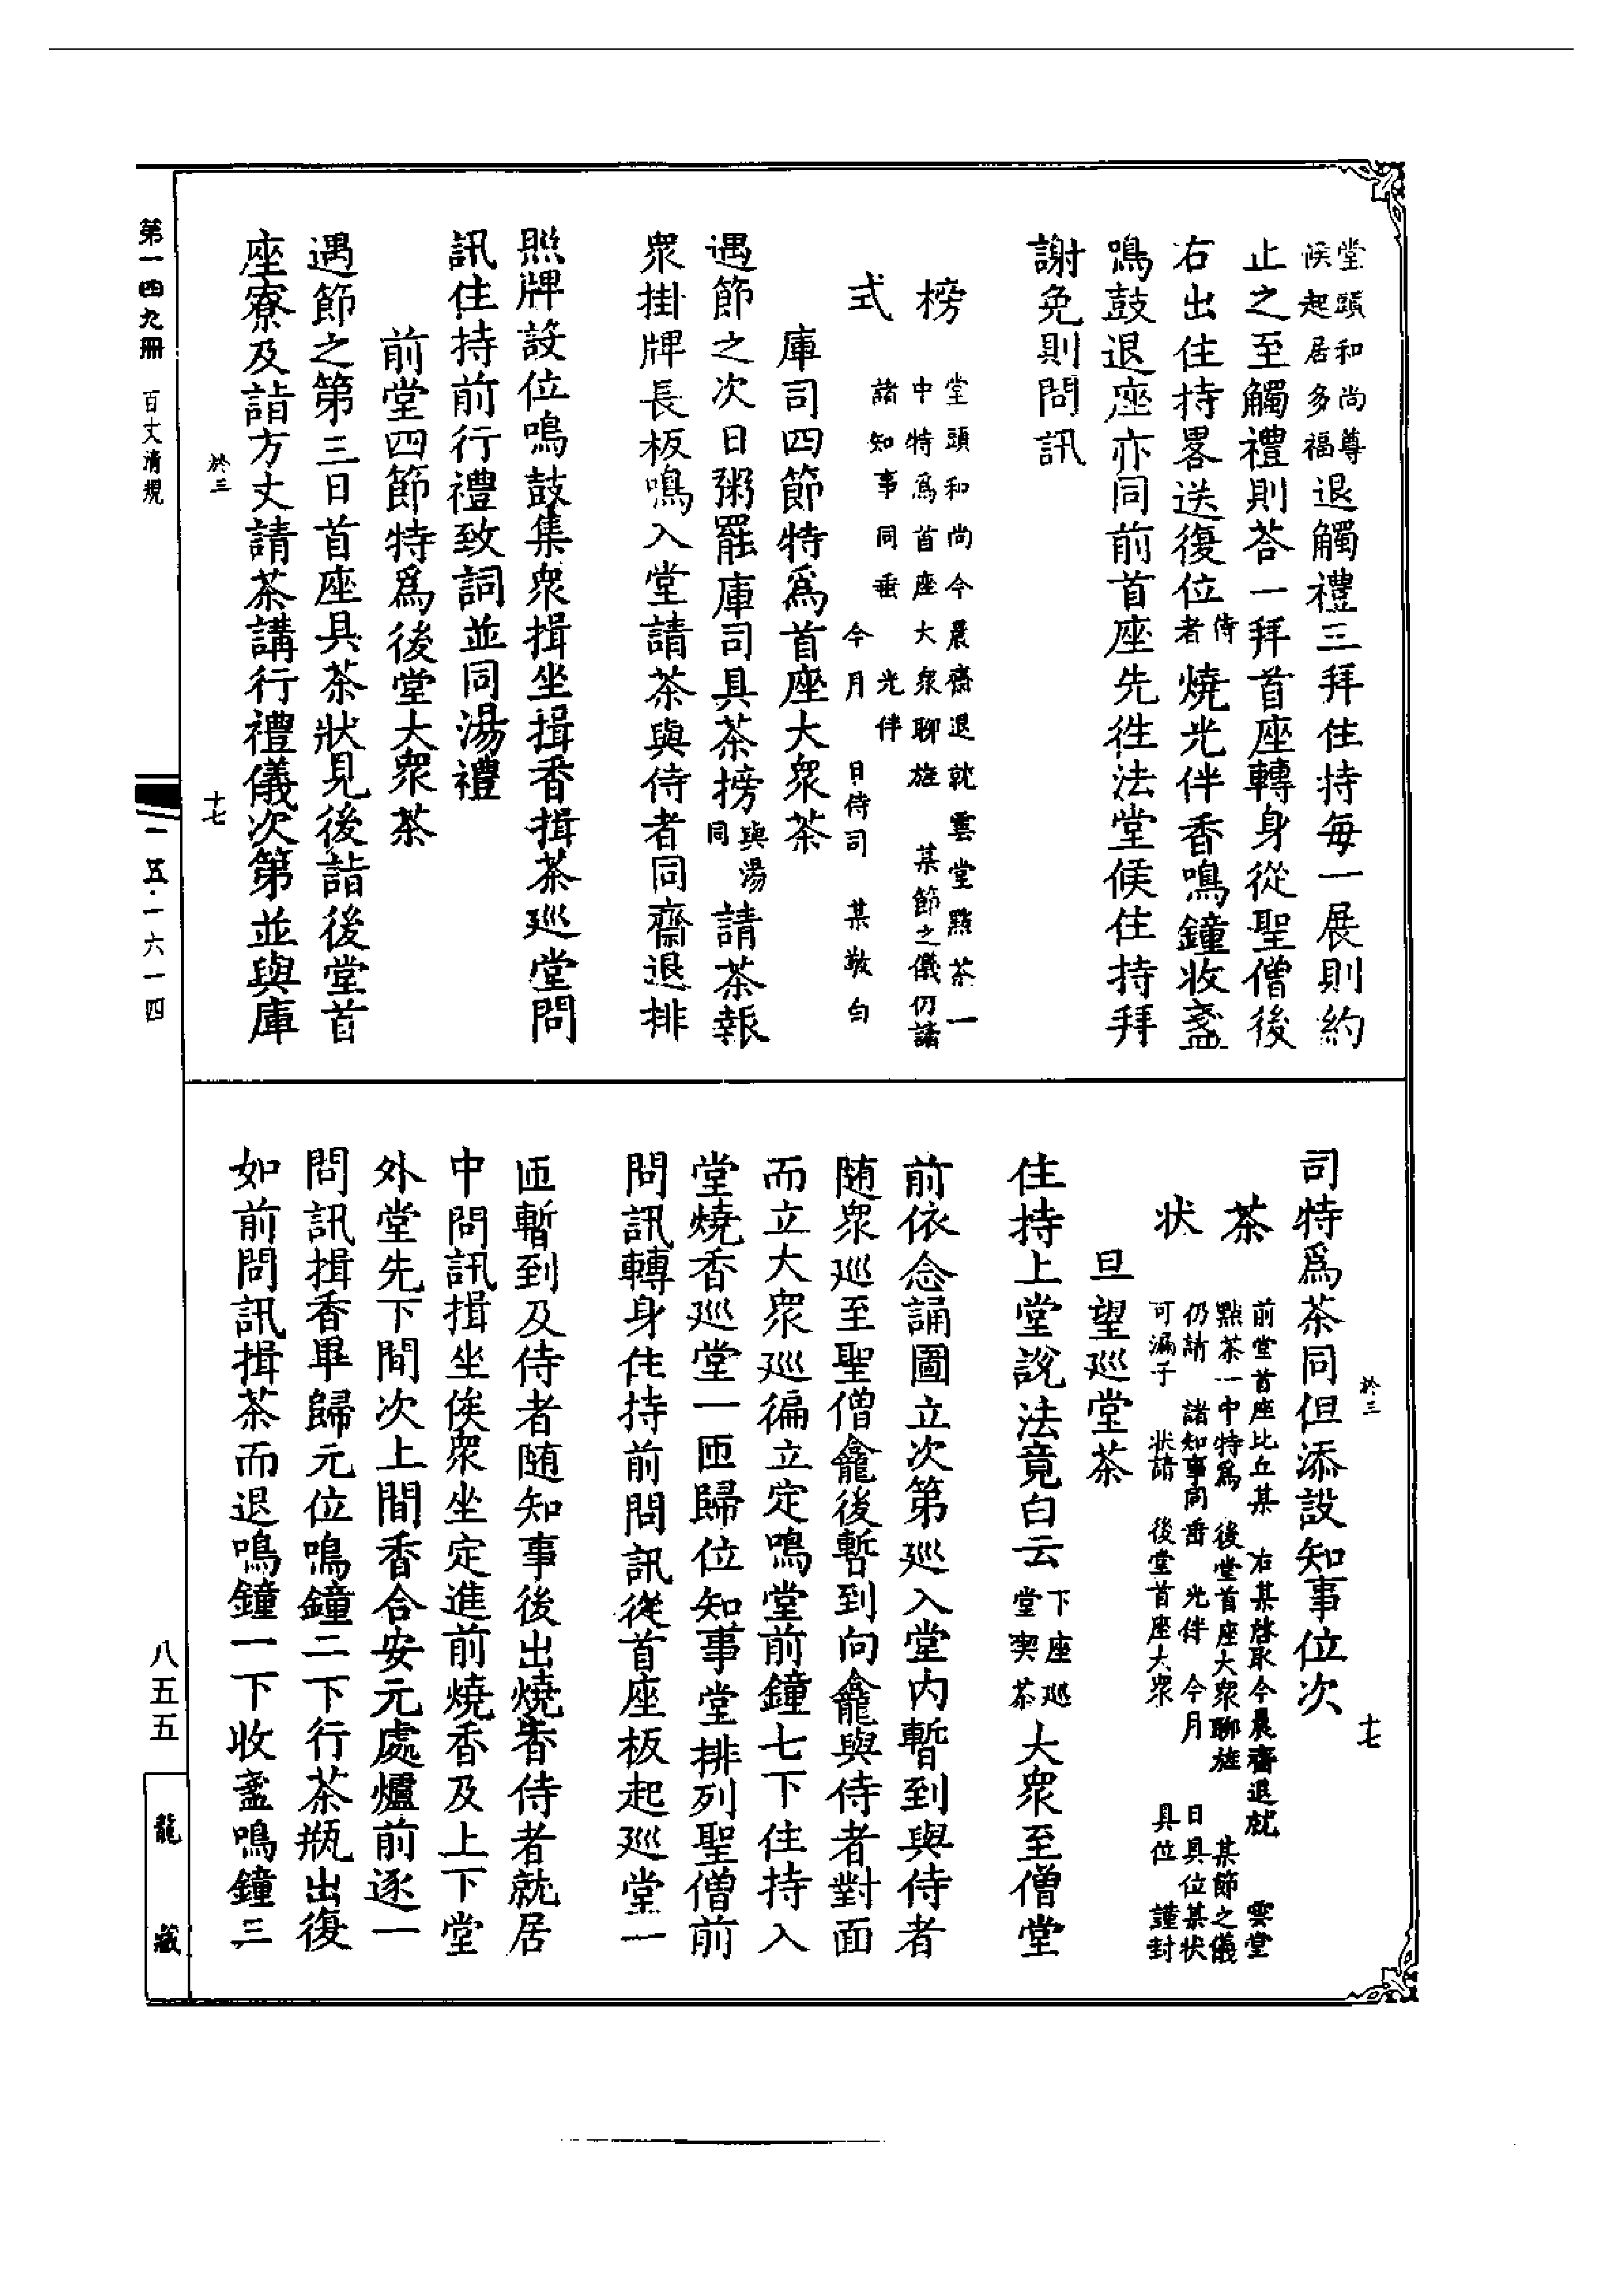 堂頭和尚尊候起居多福退觸禮三拜住持每一展則約
止之至觸禮則荅一拜首座轉身從聖僧後
右出住持畧送復位侍者燒光伴香鳴鐘收盞
鳴鼓退座亦同前首座先徃法堂候住持拜
謝免則問訊
榜式
堂頭和尚今晨齋退就雲堂點茶一
中特爲首座大衆聊旌 某節之儀仍請
諸知事同垂 光伴
今月 日侍司 某敬白
庫司四節特爲首座大衆茶
遇節之次日粥罷庫司具茶榜與湯同請茶報
衆掛牌長板鳴入堂請茶與侍者同齋退排
照牌設位鳴鼓集衆揖坐揖香揖茶廵堂問
訊住持前行禮致詞並同湯禮
前堂四節特爲後堂大衆茶
遇節之第三日首座具茶狀見後詣後堂首
座寮及詣方丈請茶講行禮儀次第並與庫
於三 十七
第一四九冊 百丈清規
一五·一六一四
司特爲茶同但添設知事位次
茶状
前堂首座比丘某 右某啓取今晨齋退就 雲堂
點茶一中特爲 後堂首座大衆聊旌 某節之儀
仍請 諸知事同垂 光伴 今月 日具位某状
可漏子 状請 後堂首座大衆 具位 謹封
旦望廵堂茶
住持上堂說法竟白云下座廵堂喫茶大衆至僧堂
前依念誦圖立次第廵入堂内暫到與侍者
随衆廵至聖僧龕後暫到向龕與侍者對面
而立大衆廵徧立定鳴堂前鐘七下住持入
堂燒香廵堂一匝歸位知事堂排列聖僧前
問訊轉身住持前問訊從首座板起廵堂一
匝暫到及侍者随知事後出燒香侍者就居
中問訊揖坐俟衆坐定進前燒香及上下堂
外堂先下間次上間香合安元處爐前逐一
問訊揖香畢歸元位鳴鐘二下行茶瓶出復
如前問訊揖茶而退鳴鐘一下收盞鳴鐘三
於三 十七
八五五
龍藏